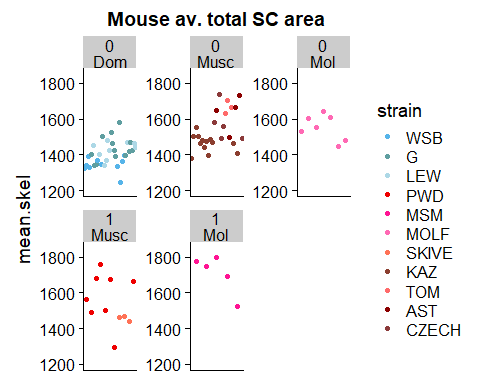 Mouse av. total SC area
0
Dom
0
Musc
0
Mol
1800
1600
1400
1200
1800
1600
1400
1200
1800
1600
1400
1200
mean.skel
1
Musc
1
Mol
1800
1600
1400
1200
1800
1600
1400
1200
strain
WSB
G
LEW
PWD
MSM
MOLF
SKIVE
KAZ
TOM
AST
CZECH